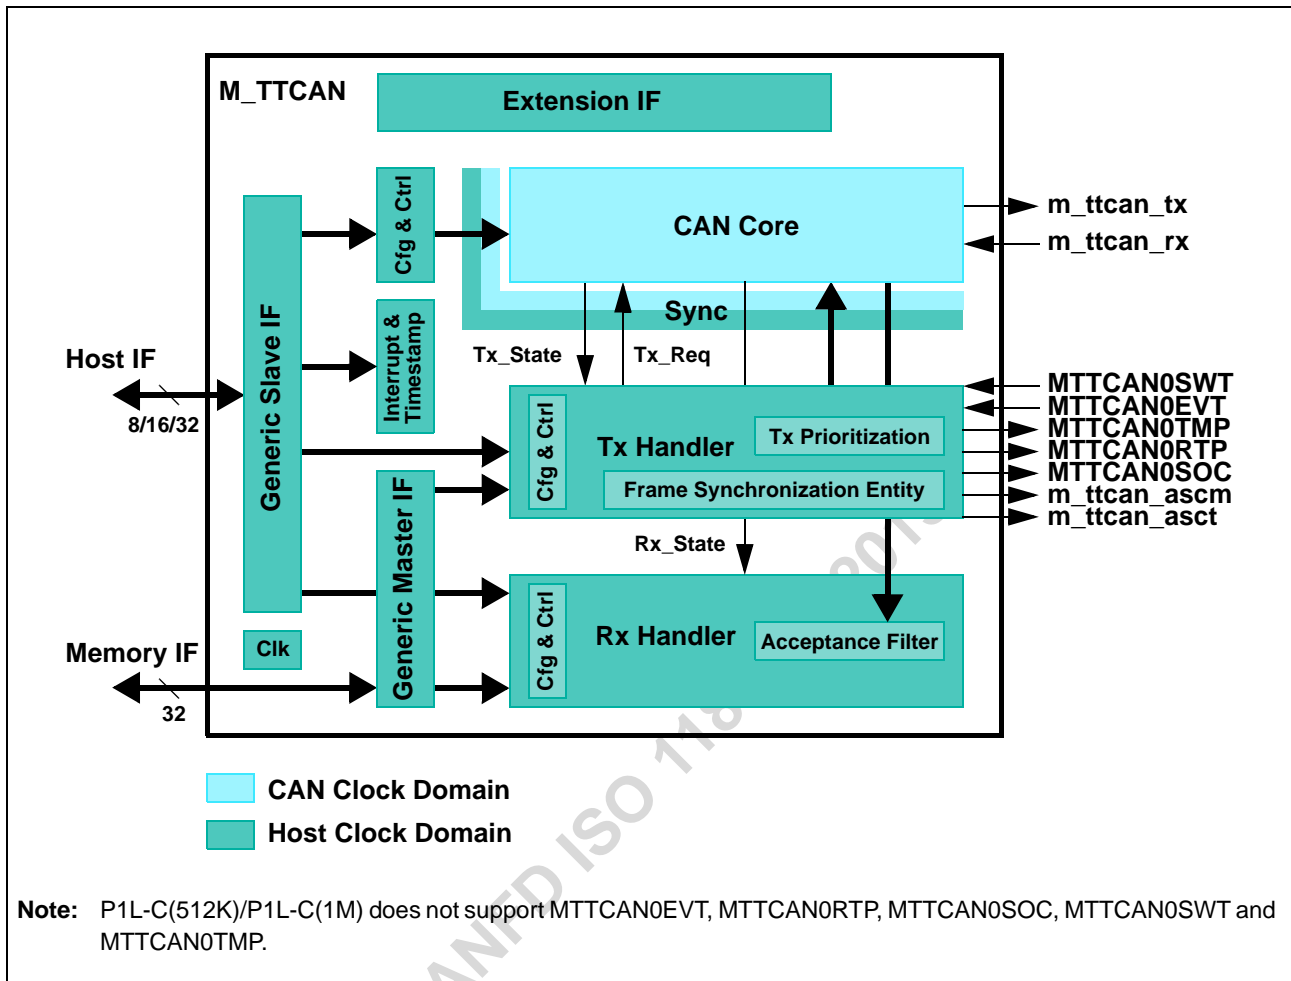 M_TTCAN
Extension IF
Cfg & Ctrl
CAN Core
m_ttcan_tx
m_ttcan_rx
Sync
Generic Slave IF
Interrupt &
Timestamp
Host IF
8/16/32
Tx_State
Tx_Req
MTTCAN0SWT
MTTCAN0EVT
MTTCAN0TMP
MTTCAN0RTP
MTTCAN0SOC
m_ttcan_ascm
m_ttcan_asct
Cfg & Ctrl
Tx Handler
Tx Prioritization
Frame Synchronization Entity
Generic Master IF
Rx_State
Cfg & Ctrl
Rx Handler
Acceptance Filter
Clk
Memory IF
32
CAN Clock Domain
Host Clock Domain
Note: P1L-C(512K)/P1L-C(1M) does not support MTTCAN0EVT, MTTCAN0RTP, MTTCAN0SOC, MTTCAN0SWT and
MTTCAN0TMP.
ANFD ISO 118